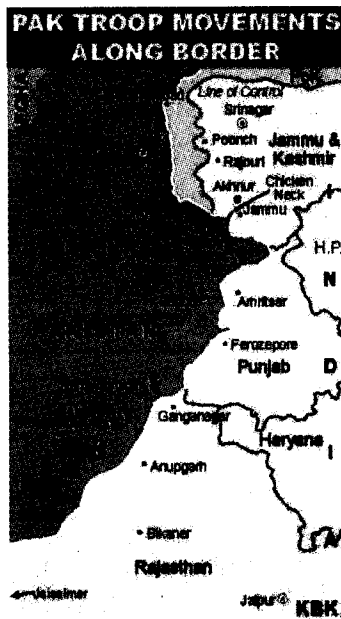 PAK TROOP MOVEMENTS
ALONG BORDER
Line of Control
Srinagar
Poonch
Jammu &
Rajouri
Kashmir
Akhnur
Chicken
Neck
Jammu
H.P.
N
Amritsar
Ferozepore
Punjab
D
Ganganagar
Haryana
I
Anupgarh
A
Bikaner
Rajasthan
Jaisalmer
Jaipur
KBK